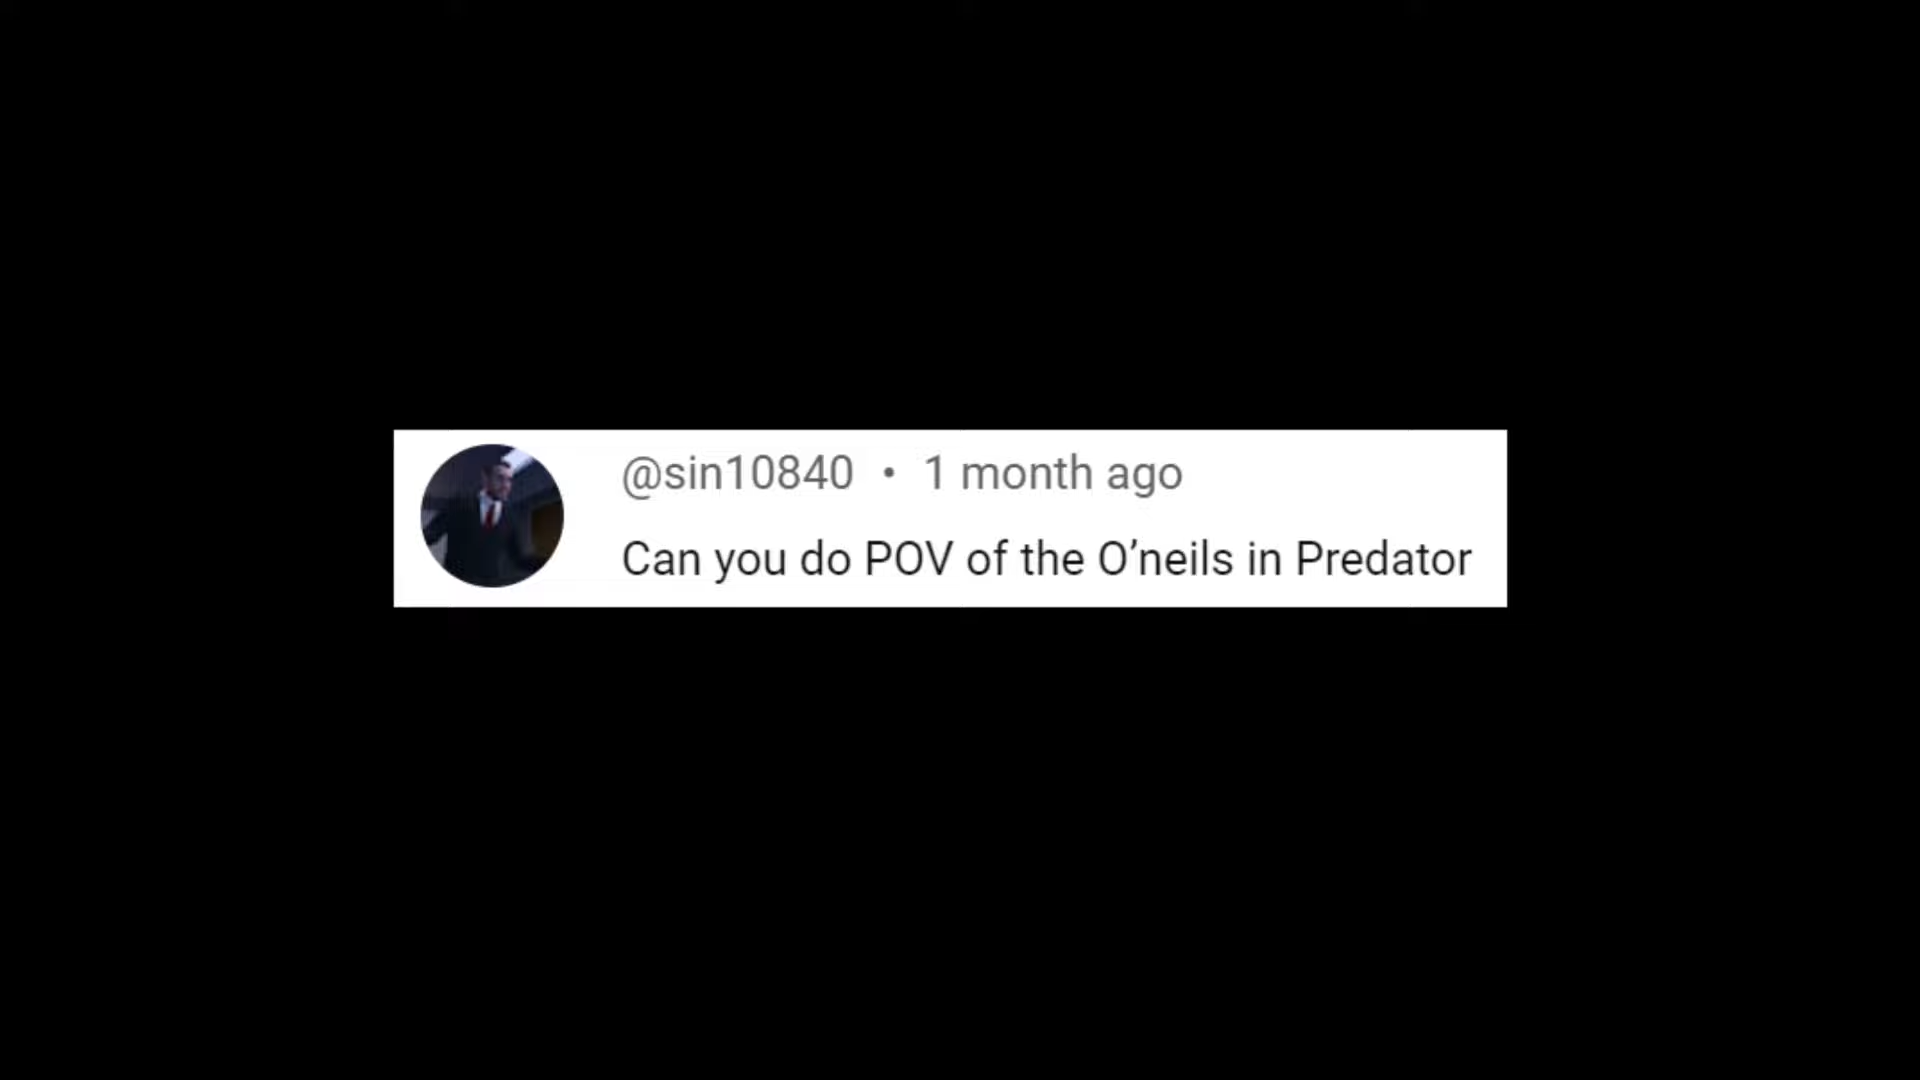 @sin10840 • 1 month ago
Can you do POV of the O’neils in Predator